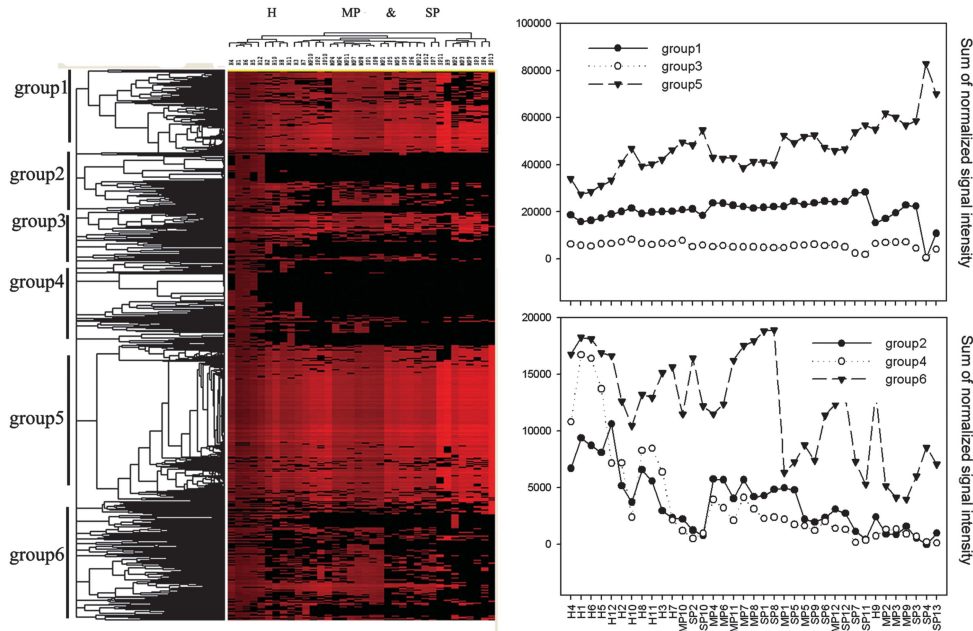 H MP & SP
group1
group2
group3
group4
group5
group6
100000
80000
60000
40000
20000
0
group1
group3
group5
Sum of normalized signal intensity
20000
15000
10000
5000
0
group2
group4
group6
Sum of normalized signal intensity
H4 H1 H6 H5 H12 H2 H10 H8 H11 H3 H7 MP10 SP2 SP10 MP4 MP6 MP11 MP7 MP8 SP1 SP8 MP1 SP5 MP5 SP9 SP6 MP12 SP12 SP7 SP11 H9 MP2 MP3 MP9 SP3 SP4 SP13